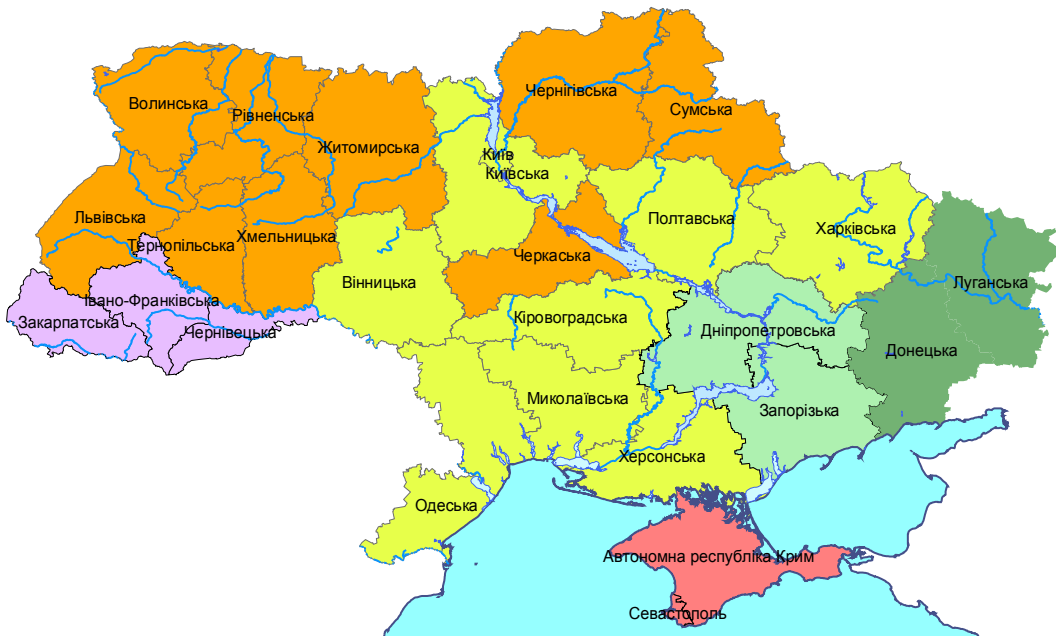 Волинська
Рівненська
Житомирська
Чернігівська
Сумська
Київ
Київська
Львівська
Тернопільська
Хмельницька
Черкаська
Полтавська
Харківська
Вінницька
Луганська
Івано-Франківська
Закарпатська
Чернівецька
Кіровоградська
Дніпропетровська
Донецька
Миколаївська
Запорізька
Херсонська
Одеська
Автономна республіка Крим
Севастополь